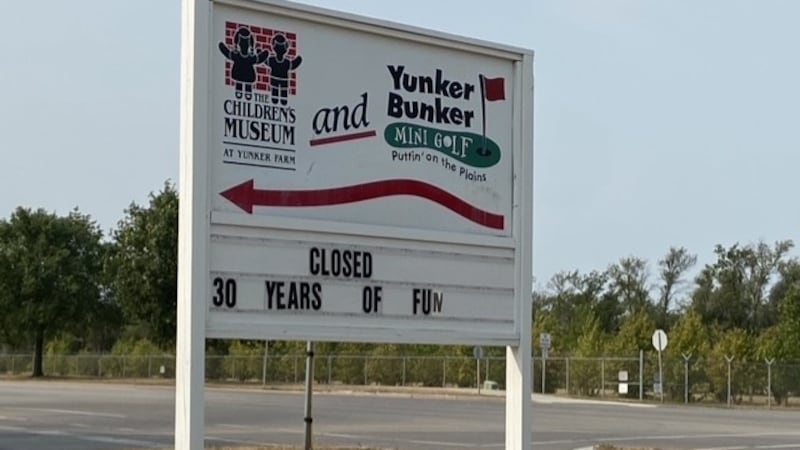 THE
CHILDREN'S
MUSEUM
AT YUNKER FARM
and
Yunker
Bunker
MINI GOLF
Puttin' on the Plains
CLOSED
30 YEARS OF FUN